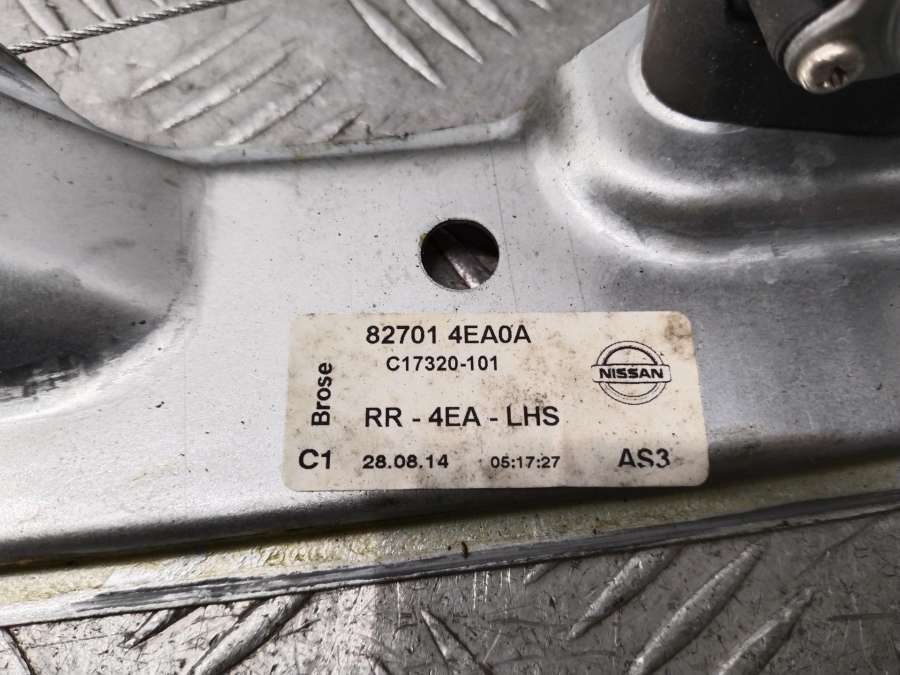 82701 4EA0A
C17320-101
NISSAN
Brose
RR - 4EA - LHS
C1 28.08.14 05:17:27 AS3